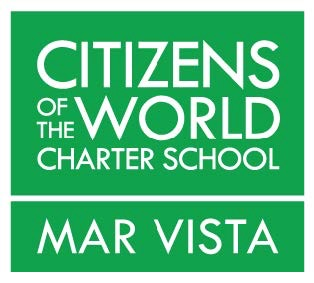 CITIZENS
OF THE WORLD
CHARTER SCHOOL
MAR VISTA